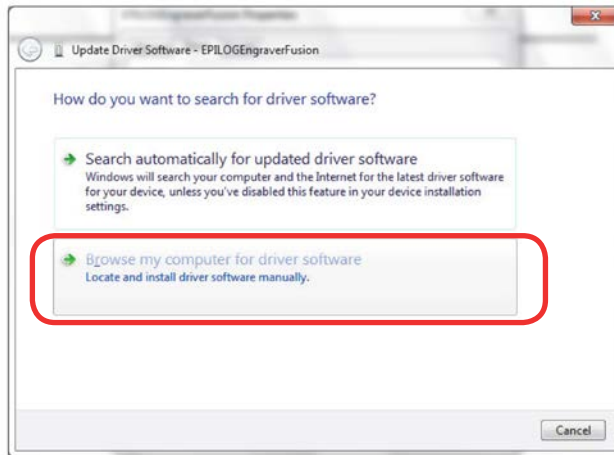 EPILOGEngraverFusion Properties
Update Driver Software - EPILOGEngraverFusion
How do you want to search for driver software?
Search automatically for updated driver software
Windows will search your computer and the Internet for the latest driver software
for your device, unless you've disabled this feature in your device installation
settings.
Browse my computer for driver software
Locate and install driver software manually.
Cancel